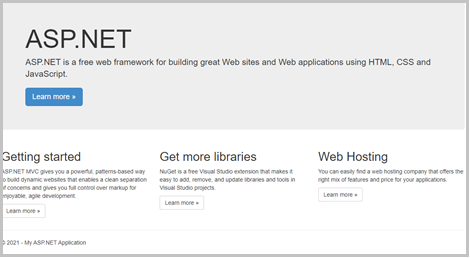 ASP.NET
ASP.NET is a free web framework for building great Web sites and Web applications using HTML, CSS and
JavaScript.
Learn more »
Getting started
ASP.NET MVC gives you a powerful, patterns-based way
to build dynamic websites that enables a clean separation
of concerns and gives you full control over markup for
enjoyable, agile development.
Learn more »
Get more libraries
NuGet is a free Visual Studio extension that makes it
easy to add, remove, and update libraries and tools in
Visual Studio projects.
Learn more »
Web Hosting
You can easily find a web hosting company that offers the
right mix of features and price for your applications.
Learn more »
© 2021 - My ASP.NET Application